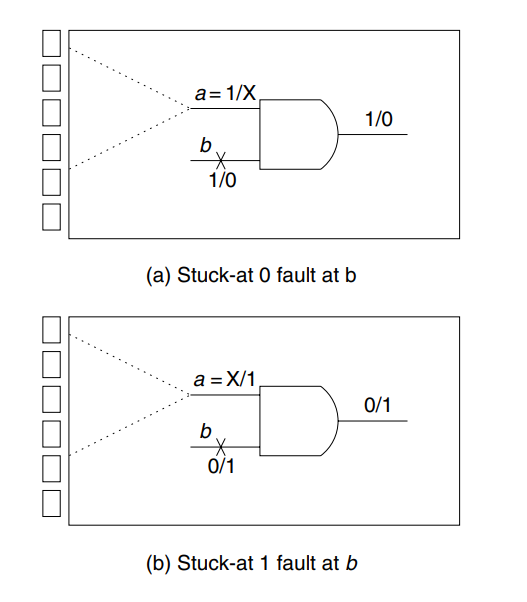 a = 1/X
1/0
b
1/0
(a) Stuck-at 0 fault at b
a = X/1
0/1
b
0/1
(b) Stuck-at 1 fault at b